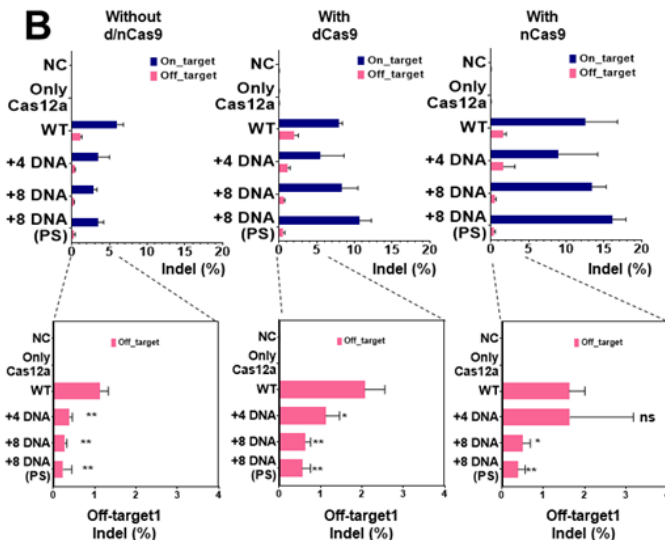 B
Without
d/nCas9
With
dCas9
With
nCas9
NC
Only
Cas12a
WT
+4 DNA
+8 DNA
+8 DNA
(PS)
On_target
Off_target
0 5 10 15 20
Indel (%)
NC
Only
Cas12a
WT
+4 DNA
+8 DNA
+8 DNA
(PS)
On_target
Off_target
0 5 10 15 20
Indel (%)
NC
Only
Cas12a
WT
+4 DNA
+8 DNA
+8 DNA
(PS)
On_target
Off_target
0 5 10 15 20
Indel (%)
NC
Only
Cas12a
WT
+4 DNA **
+8 DNA **
+8 DNA
(PS) **
Off_target
0 1 2 3 4
Off-target1
Indel (%)
NC
Only
Cas12a
WT
+4 DNA *
+8 DNA **
+8 DNA
(PS) **
Off_target
0 1 2 3 4
Off-target1
Indel (%)
NC
Only
Cas12a
WT
+4 DNA ns
+8 DNA *
+8 DNA
(PS) **
Off_target
0 1 2 3 4
Off-target1
Indel (%)